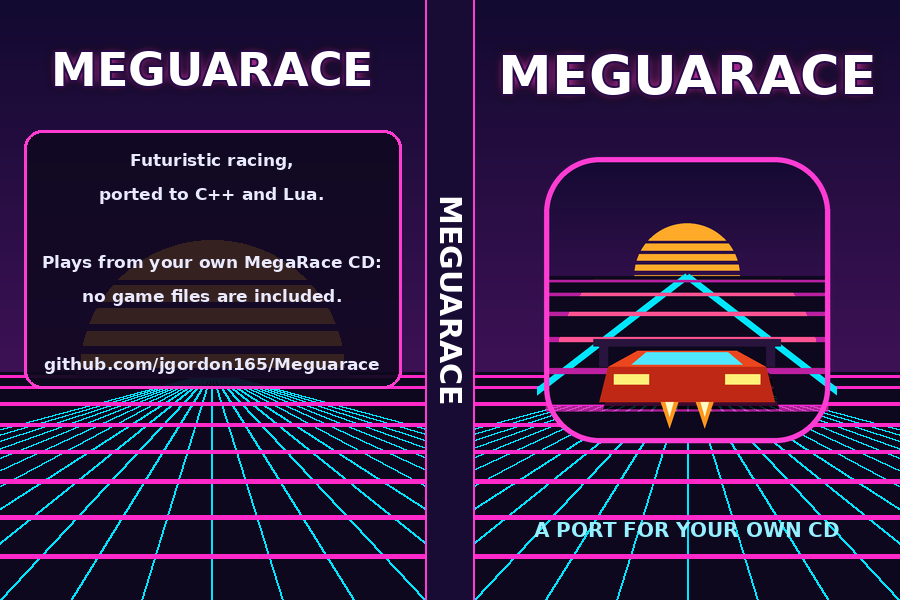 MEGUARACE
Futuristic racing,
ported to C++ and Lua.
Plays from your own MegaRace CD:
no game files are included.
github.com/jgordon165/Meguarace
MEGUARACE
MEGUARACE
A PORT FOR YOUR OWN CD